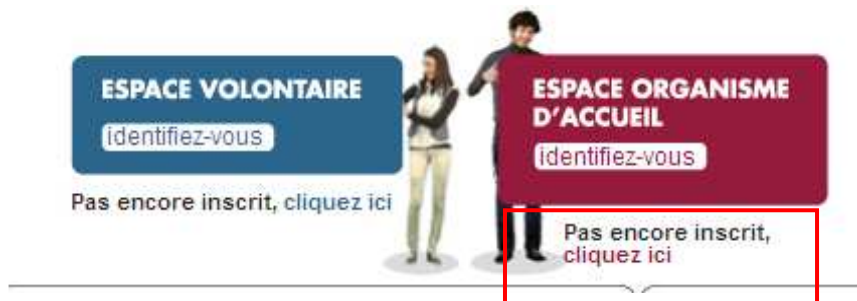 ESPACE VOLONTAIRE
identifiez-vous
Pas encore inscrit, cliquez ici
ESPACE ORGANISME
D'ACCUEIL
identifiez-vous
Pas encore inscrit,
cliquez ici